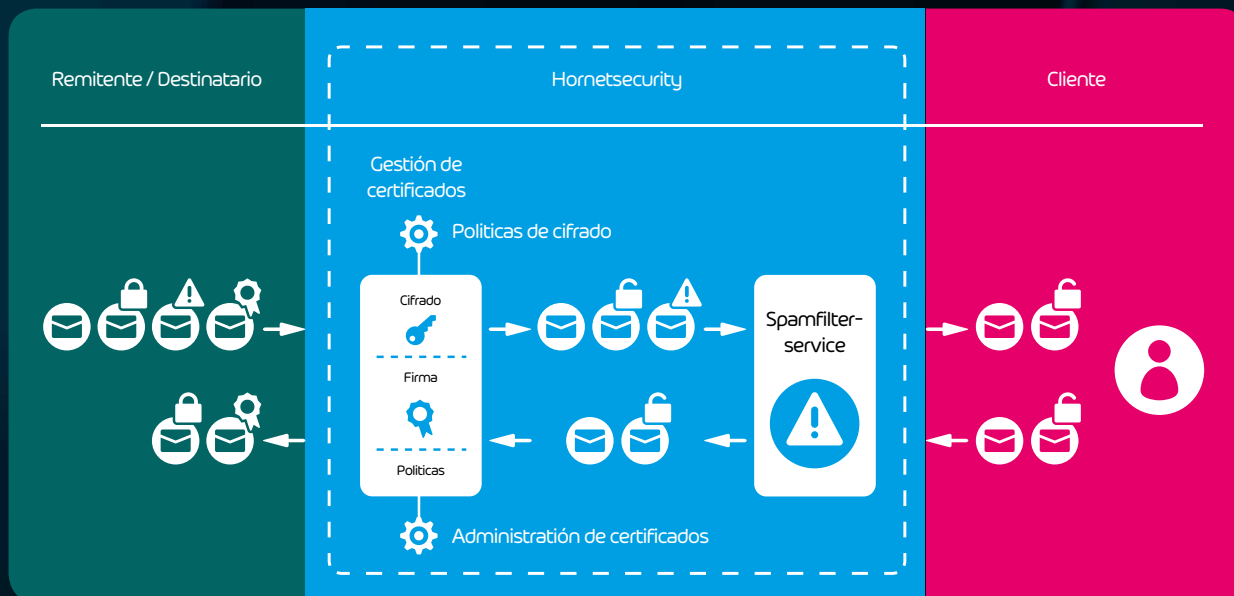 Remitente / Destinatario
Hornetsecurity
Cliente
Gestión de
certificados
Politicas de cifrado
Cifrado
Firma
Politicas
Spamfilter-
service
Administratión de certificados